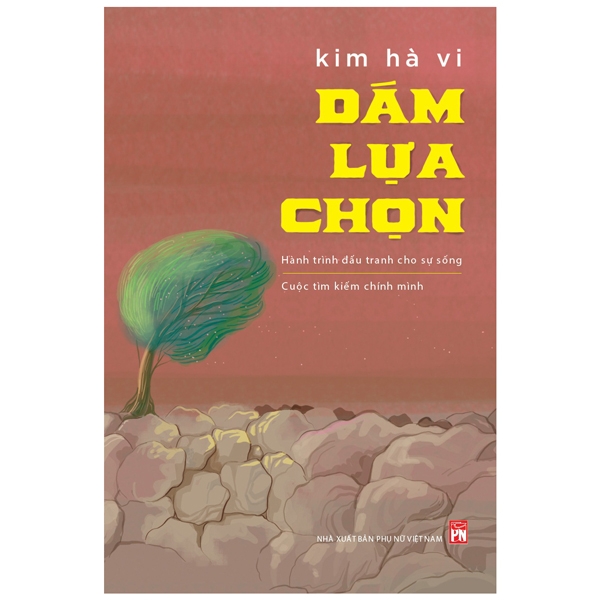 kim hà vi
DÁM
LỰA
CHỌN
Hành trình đấu tranh cho sự sống
Cuộc tìm kiếm chính mình
NHÀ XUẤT BẢN PHỤ NỮ VIỆT NAM
PN